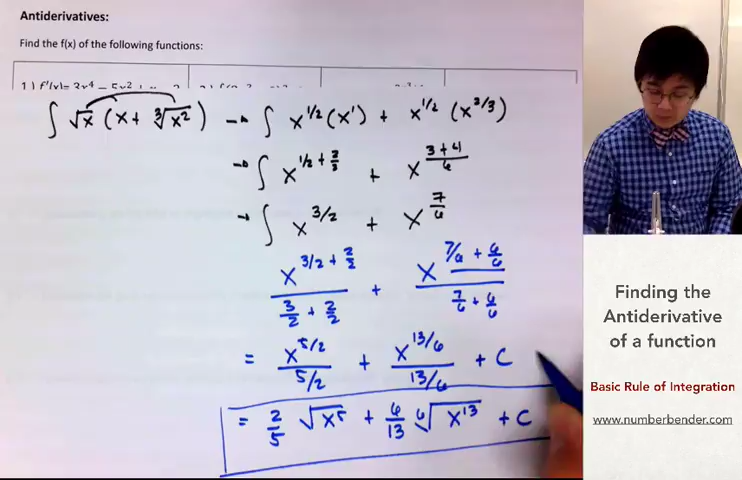 Antiderivatives:
Find the f(x) of the following functions:
∫ √x (x + ∛x²) → ∫ x^1/2 (x¹) + x^1/2 (x^2/3)
→ ∫ x^1/2 + 2/2 + x^(3+4)/6
→ ∫ x^3/2 + x^7/6
x^3/2 + 2/2 / (3/2 + 2/2) + x^7/6 + 6/6 / (7/6 + 6/6)
= x^5/2 / 5/2 + x^13/6 / 13/6 + C
= 2/5 √x⁵ + 6/13 ⁶√x¹³ + C
Finding the
Antiderivative
of a function
Basic Rule of Integration
www.numberbender.com